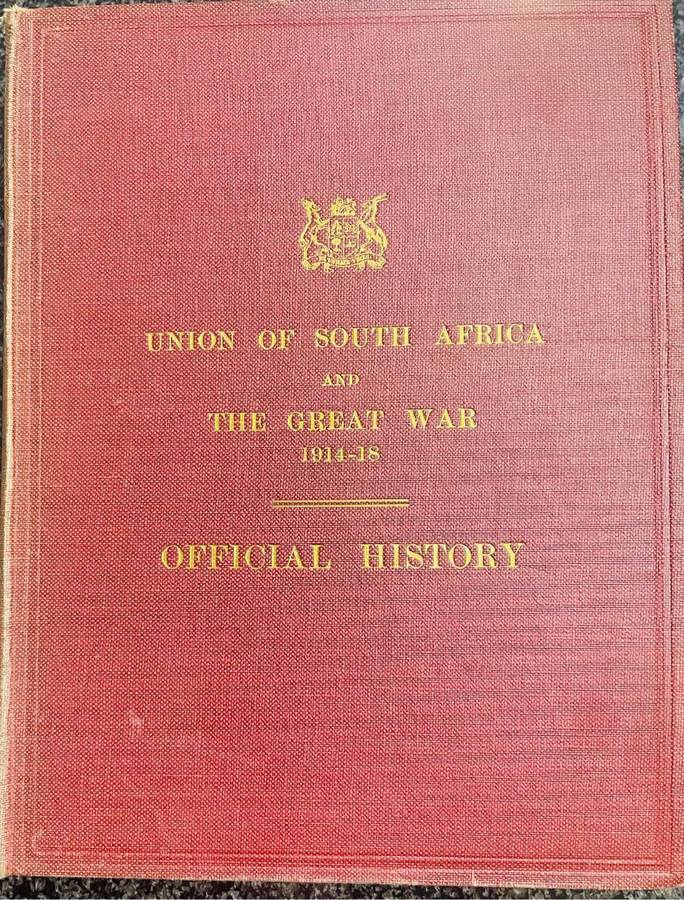 UNION OF SOUTH AFRICA
AND
THE GREAT WAR
1914-18
OFFICIAL HISTORY